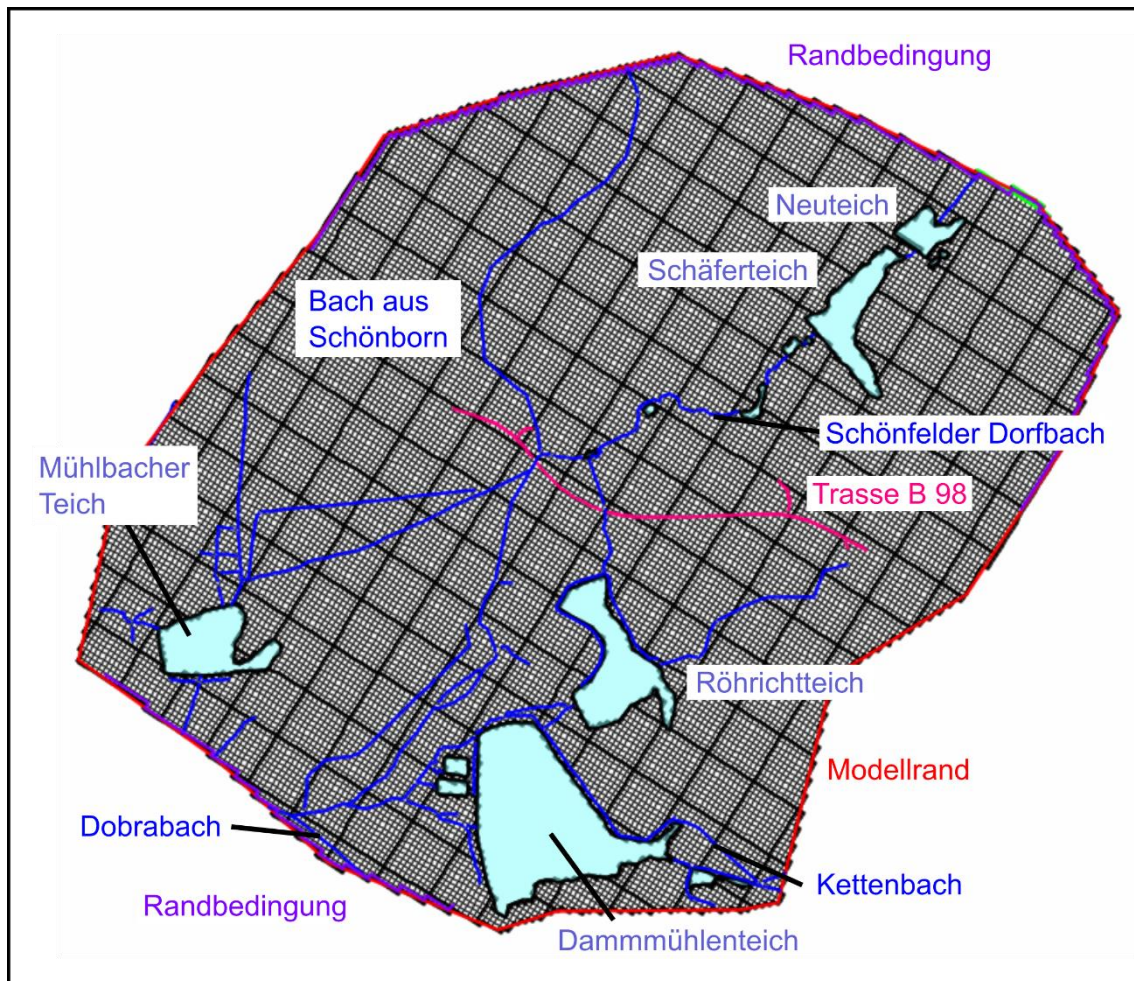 Randbedingung
Neuteich
Schäferteich
Bach aus
Schönborn
Schönfelder Dorfbach
Mühlbacher
Teich
Trasse B 98
Röhrichtteich
Modellrand
Dobrabach
Kettenbach
Randbedingung
Dammmühlenteich